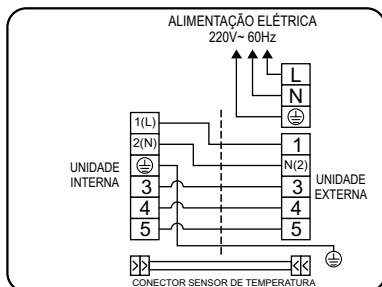 ALIMENTAÇÃO ELÉTRICA
220V~ 60Hz
L
N
1(L)
2(N)
3
4
5
UNIDADE
INTERNA
1
N(2)
3
4
5
UNIDADE
EXTERNA
CONECTOR SENSOR DE TEMPERATURA